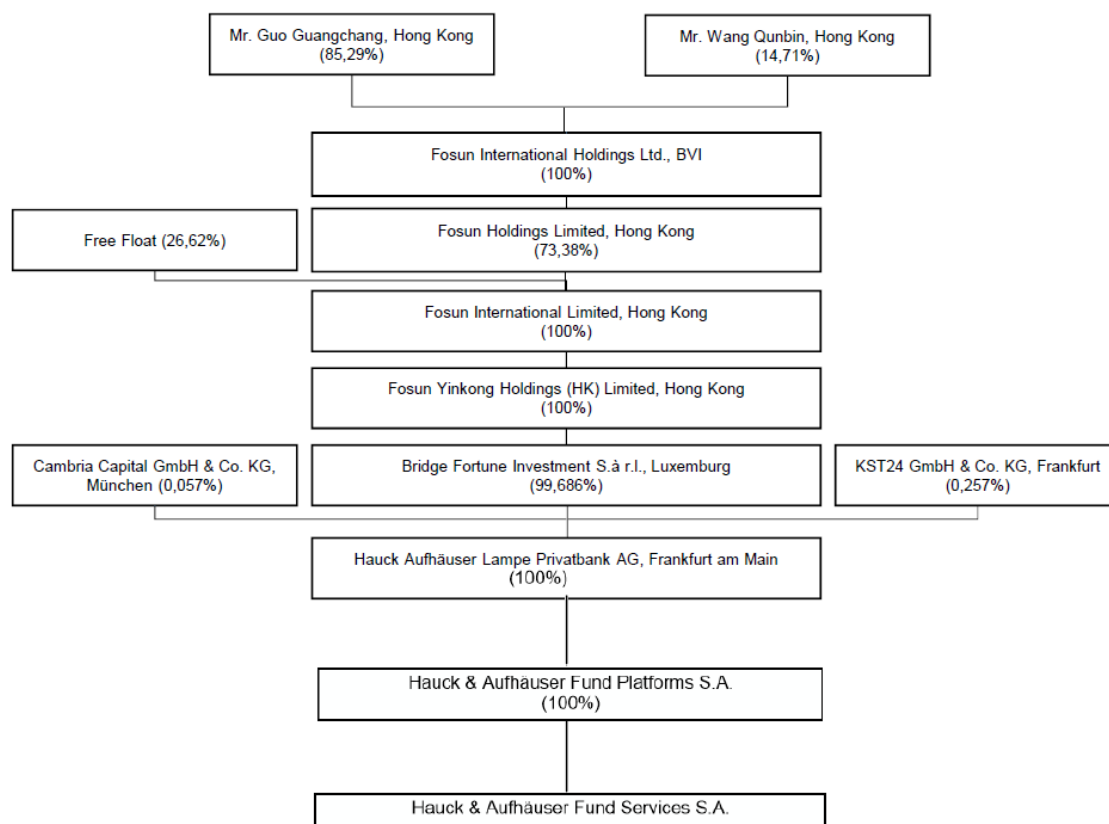 Mr. Guo Guangchang, Hong Kong
(85,29%)
Mr. Wang Qunbin, Hong Kong
(14,71%)
Fosun International Holdings Ltd., BVI
(100%)
Free Float (26,62%)
Fosun Holdings Limited, Hong Kong
(73,38%)
Fosun International Limited, Hong Kong
(100%)
Fosun Yinkong Holdings (HK) Limited, Hong Kong
(100%)
Cambria Capital GmbH & Co. KG,
München (0,057%)
Bridge Fortune Investment S.à r.l., Luxemburg
(99,686%)
KST24 GmbH & Co. KG, Frankfurt
(0,257%)
Hauck Aufhäuser Lampe Privatbank AG, Frankfurt am Main
(100%)
Hauck & Aufhäuser Fund Platforms S.A.
(100%)
Hauck & Aufhäuser Fund Services S.A.